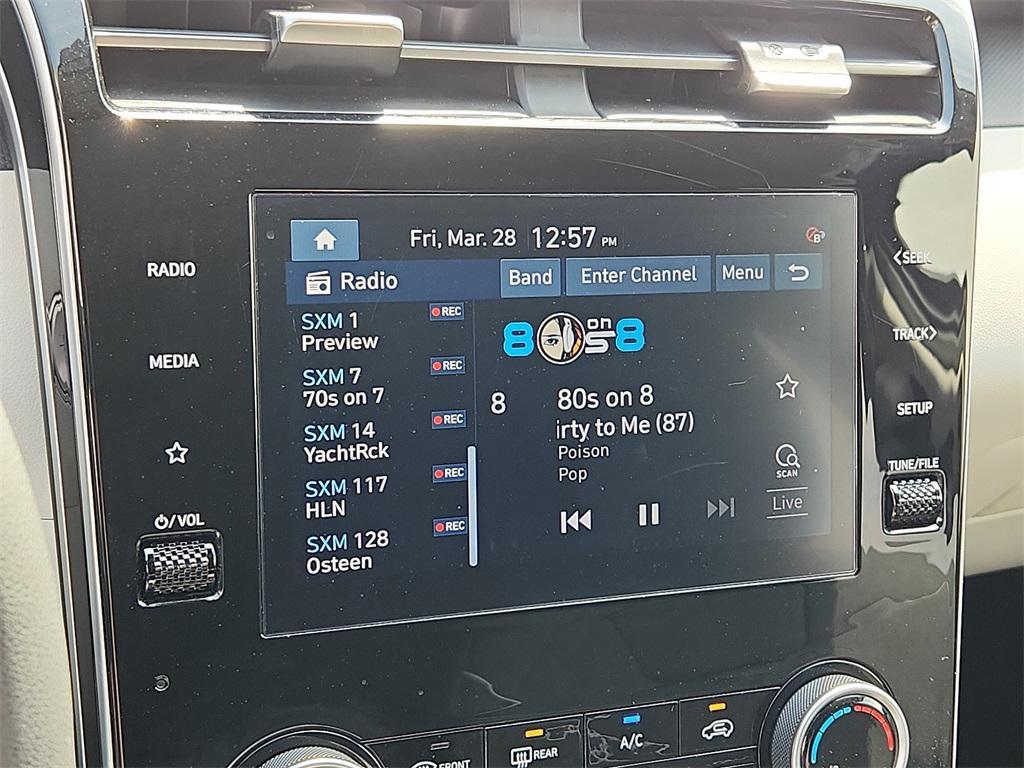 Fri, Mar. 28 12:57 PM
Radio Band Enter Channel Menu
SXM 1 REC
Preview
SXM 7 REC
70s on 7
SXM 14 REC
YachtRck
SXM 117 REC
HLN
SXM 128 REC
Osteen
8 on 8
8 80s on 8
irty to Me (87)
Poison
Pop
SCAN
Live
RADIO
MEDIA
VOL
<SEEK
TRACK>
SETUP
TUNE/FILE
FRONT
REAR
A/C